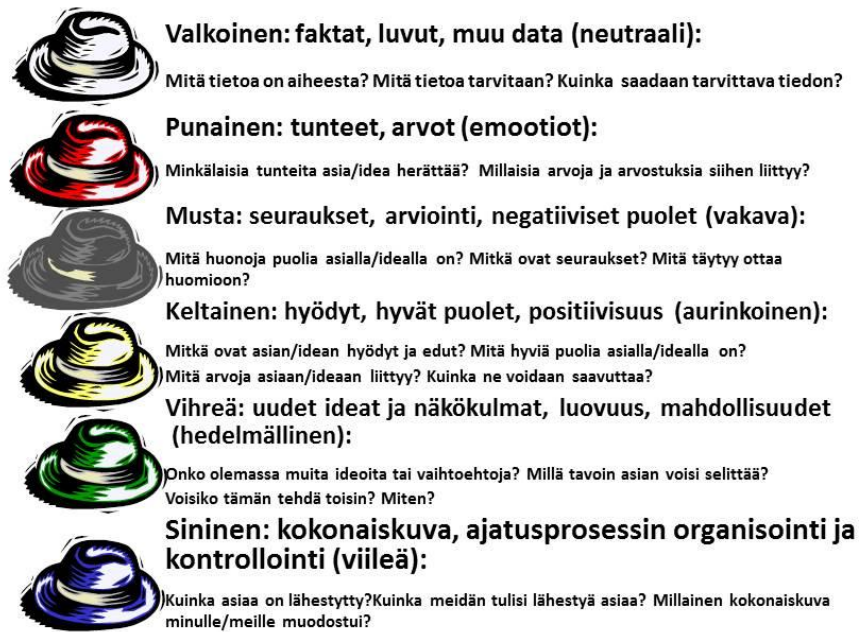 Valkoinen: faktat, luvut, muu data (neutraali):
Mitä tietoa on aiheesta? Mitä tietoa tarvitaan? Kuinka saadaan tarvittava tiedon?
Punainen: tunteet, arvot (emootiot):
Minkälaisia tunteita asia/idea herättää? Millaisia arvoja ja arvostuksia siihen liittyy?
Musta: seuraukset, arviointi, negatiiviset puolet (vakava):
Mitä huonoja puolia asialla/idealla on? Mitkä ovat seuraukset? Mitä täytyy ottaa
huomioon?
Keltainen: hyödyt, hyvät puolet, positiivisuus (aurinkoinen):
Mitkä ovat asian/idean hyödyt ja edut? Mitä hyviä puolia asialla/idealla on?
Mitä arvoja asiaan/ideaan liittyy? Kuinka ne voidaan saavuttaa?
Vihreä: uudet ideat ja näkökulmat, luovuus, mahdollisuudet
(hedelmällinen):
Onko olemassa muita ideoita tai vaihtoehtoja? Millä tavoin asian voisi selittää?
Voisiko tämän tehdä toisin? Miten?
Sininen: kokonaiskuva, ajatusprosessin organisointi ja
kontrollointi (viileä):
Kuinka asiaa on lähestytty?Kuinka meidän tulisi lähestyä asiaa? Millainen kokonaiskuva
minulle/meille muodostui?